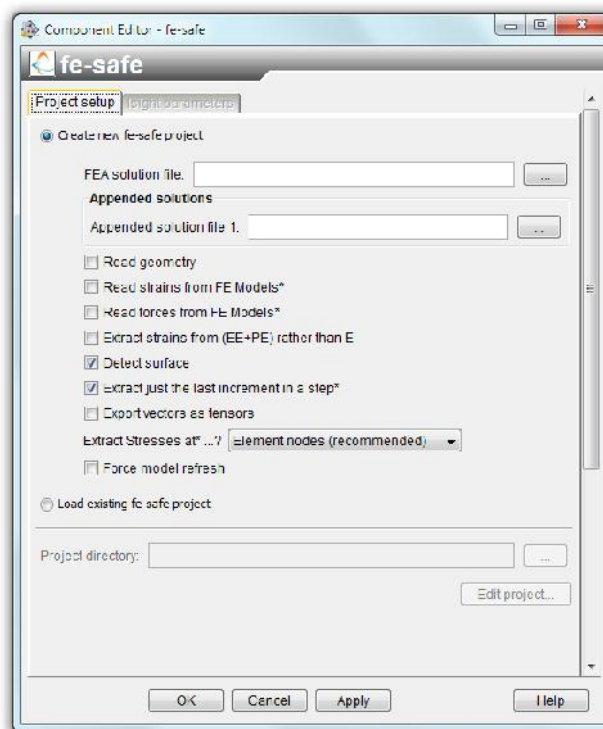 Component Editor - fe-safe
fe-safe
Project setup
Create new fe-safe project
FEA solution file:
...
Appended solutions
Appended solution file 1:
...
Read geometry
Read strains from FE Models*
Read forces from FE Models*
Extract strains from (EE+PE) rather than E
Detect surface
Extract just the last increment in a step*
Export vectors as tensors
Extract Stresses at* ...? Element nodes (recommended)
Force model refresh
Load existing fe-safe project
Project directory:
...
Edit project...
OK Cancel Apply Help